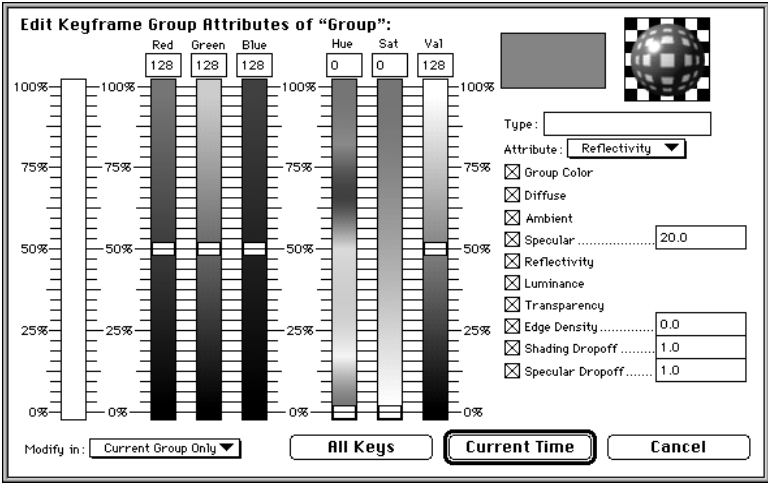 Edit Keyframe Group Attributes of “Group”:
Red Green Blue Hue Sat Val
128 128 128 0 0 128
100% 100% 100% 100%
Type:
Attribute: Reflectivity
75% 75% 75% 75%
Group Color
Diffuse
Ambient
50% 50% 50% 50%
Specular 20.0
Reflectivity
Luminance
Transparency
25% 25% 25% 25%
Edge Density 0.0
Shading Dropoff 1.0
Specular Dropoff 1.0
0% 0% 0% 0%
Modify in: Current Group Only All Keys Current Time Cancel